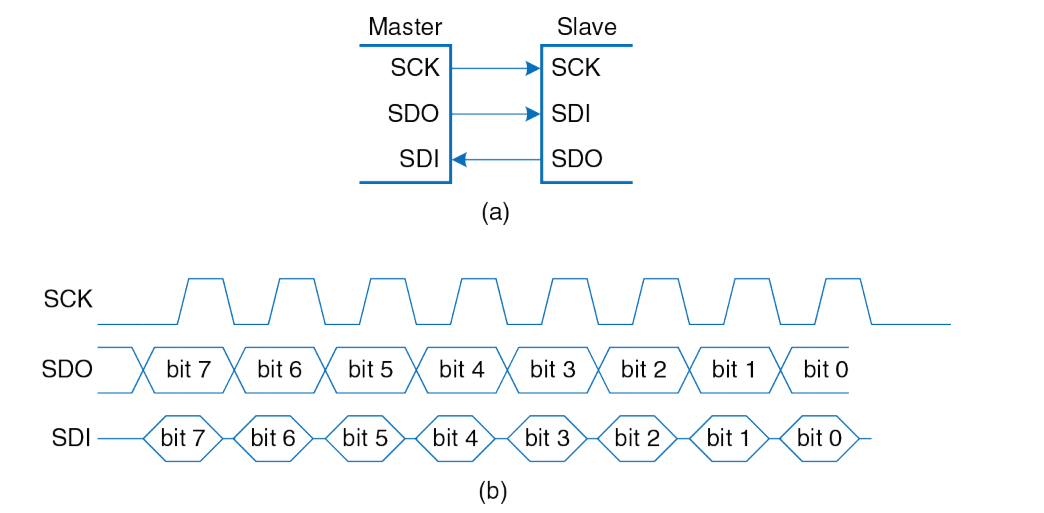 Master Slave
SCK SCK
SDO SDI
SDI SDO
(a)
SCK
SDO bit 7 bit 6 bit 5 bit 4 bit 3 bit 2 bit 1 bit 0
SDI bit 7 bit 6 bit 5 bit 4 bit 3 bit 2 bit 1 bit 0
(b)